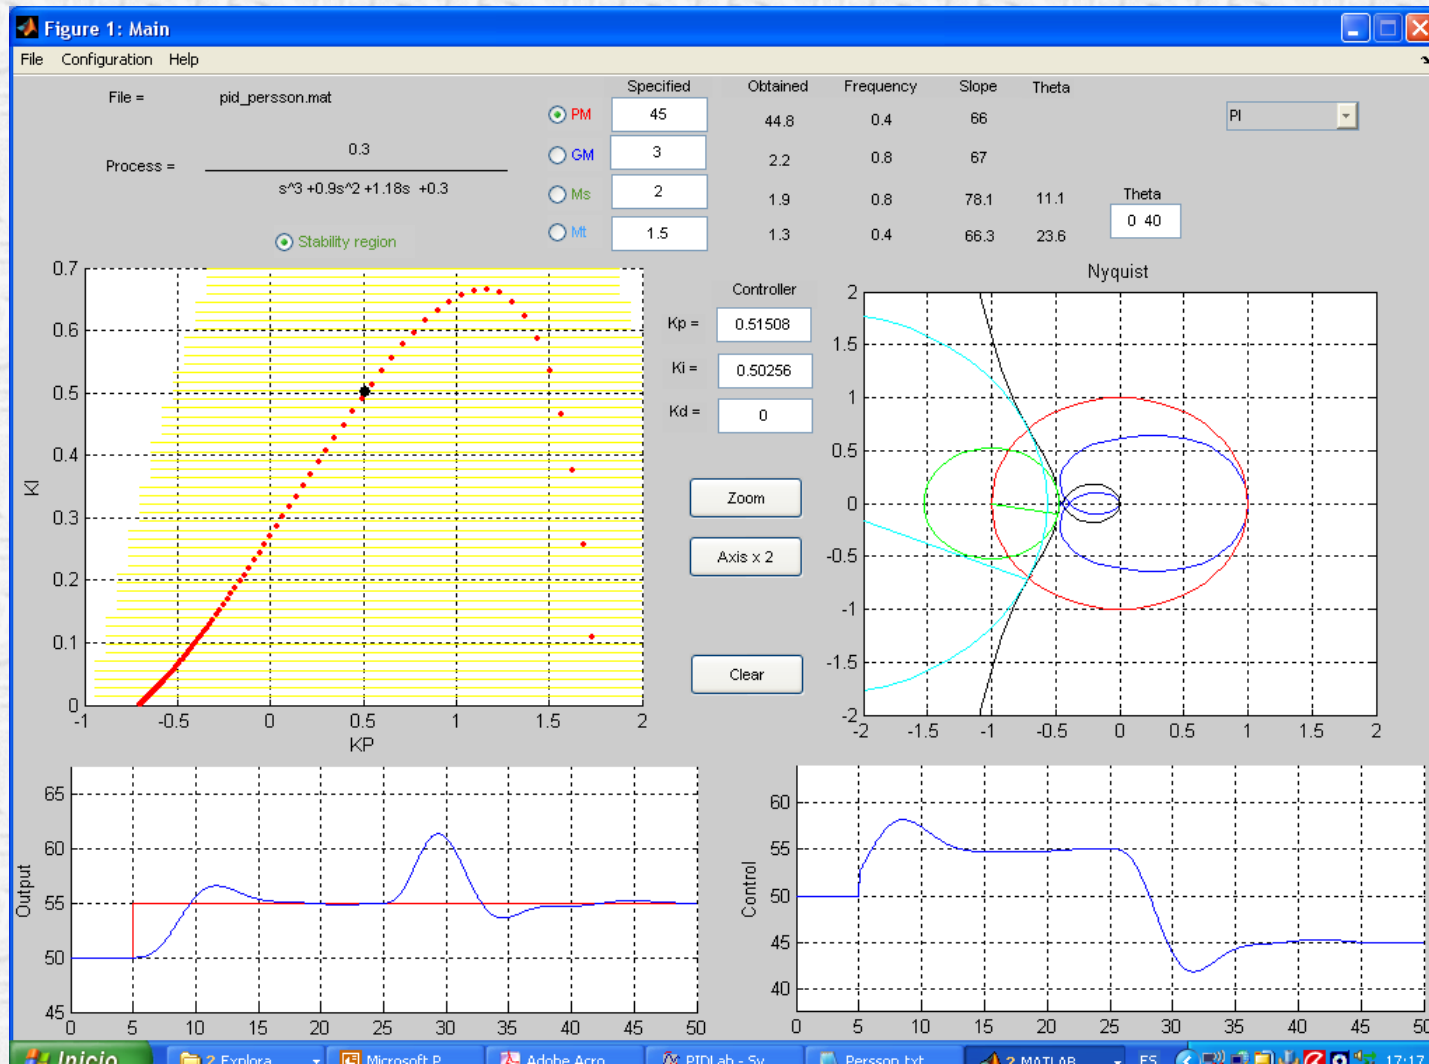 Figure 1: Main
File Configuration Help
File = pid_persson.mat
Process =
0.3
s^3 +0.9s^2 +1.18s +0.3
Stability region
Specified Obtained Frequency Slope Theta
PM 45 44.8 0.4 66
GM 3 2.2 0.8 67
Ms 2 1.9 0.8 78.1 11.1
Mt 1.5 1.3 0.4 66.3 23.6
Theta
0 40
PI
Controller
Kp = 0.51508
Ki = 0.50256
Kd = 0
Zoom
Axis x 2
Clear
0.7
0.6
0.5
0.4
0.3
0.2
0.1
0
KI
-1 -0.5 0 0.5 1 1.5 2
KP
Nyquist
2
1.5
1
0.5
0
-0.5
-1
-1.5
-2
-2 -1.5 -1 -0.5 0 0.5 1 1.5 2
65
60
55
50
45
Output
0 5 10 15 20 25 30 35 40 45 50
60
55
50
45
40
Control
0 5 10 15 20 25 30 35 40 45 50
Inicio 2 Explora... Microsoft P... Adobe Acro... PIDLab - Sy... Persson.txt... 2 MATLAB ES 17:17